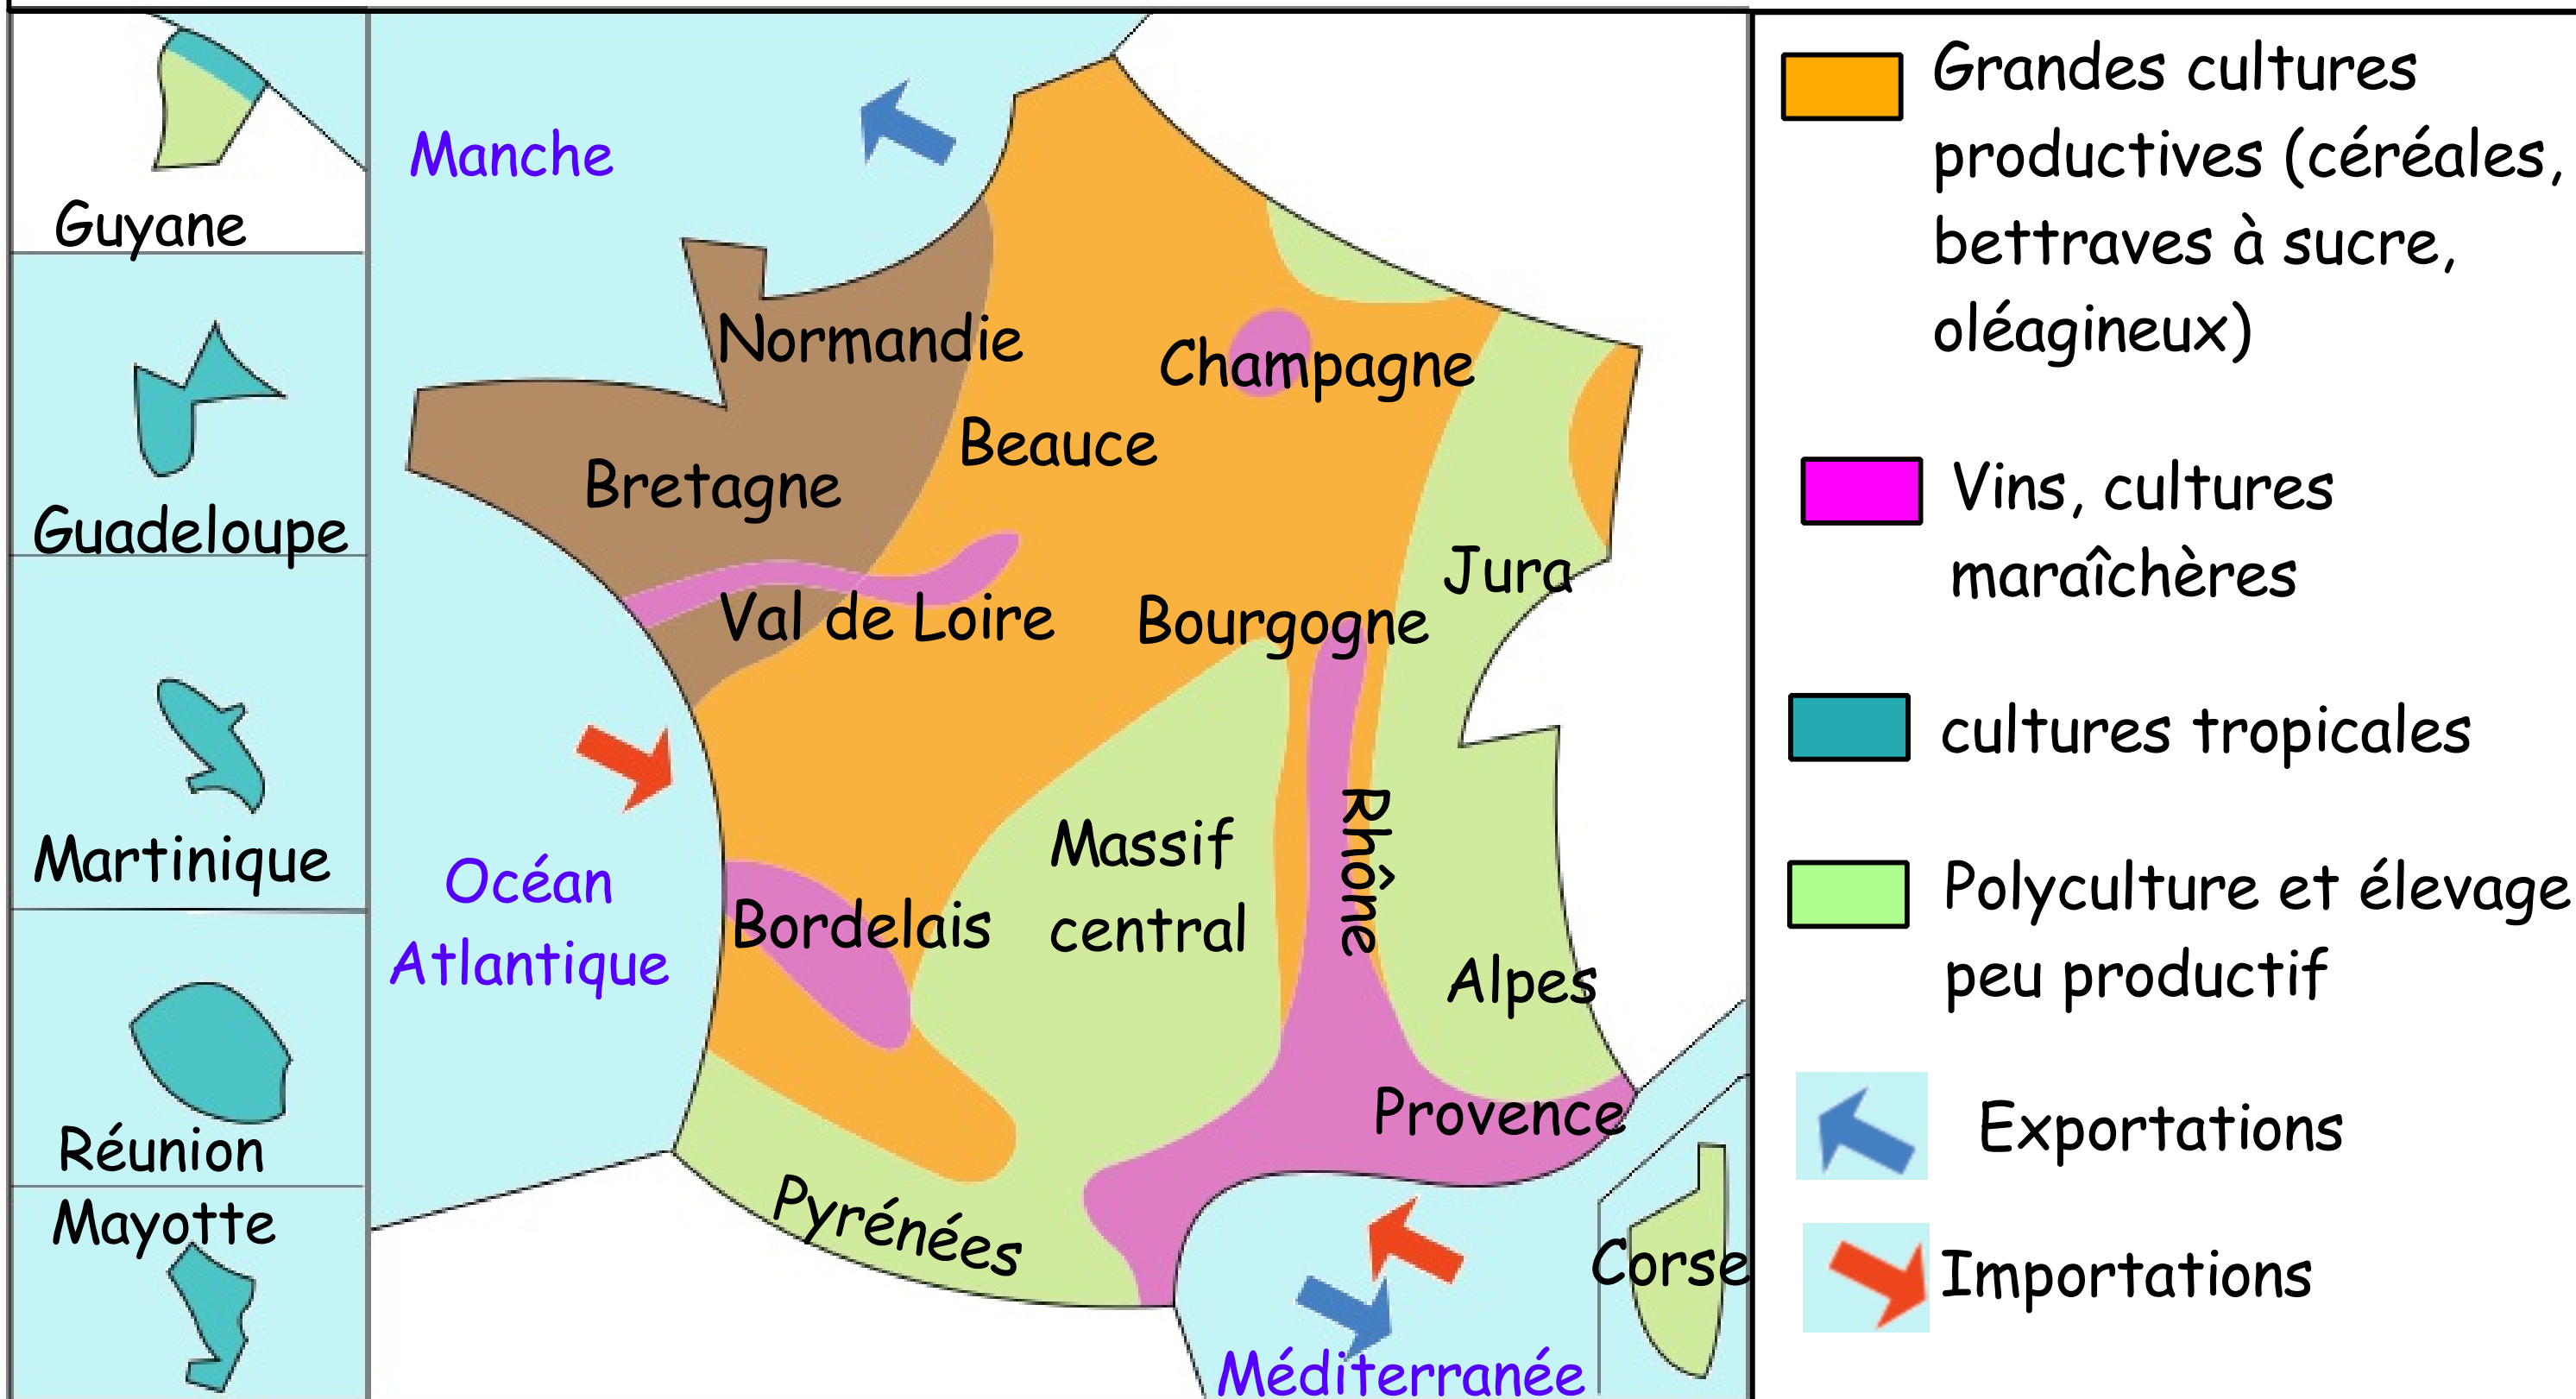 Guyane
Guadeloupe
Martinique
Réunion
Mayotte
Manche
Normandie
Champagne
Beauce
Bretagne
Jura
Val de Loire
Bourgogne
Massif
central
Rhône
Océan
Atlantique
Bordelais
Alpes
Provence
Pyrénées
Corse
Méditerranée
Grandes cultures
productives (céréales,
bettraves à sucre,
oléagineux)
Vins, cultures
maraîchères
cultures tropicales
Polyculture et élevage
peu productif
Exportations
Importations